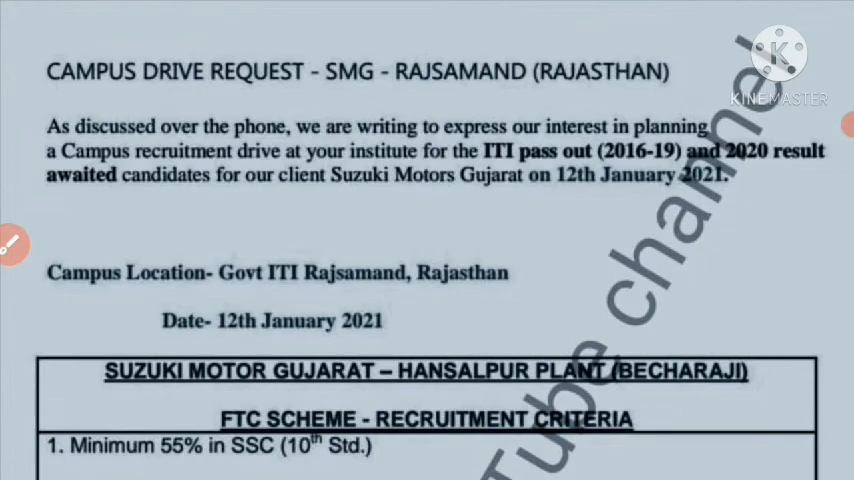 CAMPUS DRIVE REQUEST - SMG - RAJSAMAND (RAJASTHAN)
As discussed over the phone, we are writing to express our interest in planning
a Campus recruitment drive at your institute for the ITI pass out (2016-19) and 2020 result
awaited candidates for our client Suzuki Motors Gujarat on 12th January 2021.
Campus Location- Govt ITI Rajsamand, Rajasthan
Date- 12th January 2021
SUZUKI MOTOR GUJARAT – HANSALPUR PLANT (BECHARAJI)
FTC SCHEME - RECRUITMENT CRITERIA
1. Minimum 55% in SSC (10th Std.)
Tube channel
K
KINEMASTER